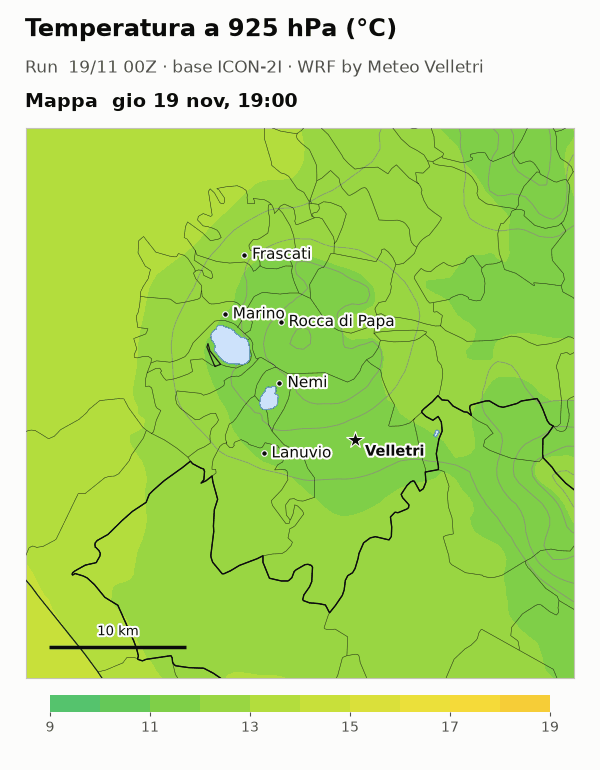 Temperatura a 925 hPa (°C)
Run  19/11 00Z · base ICON-2I · WRF by Meteo Velletri
Mappa  gio 19 nov, 19:00
Frascati
Marino
Rocca di Papa
Nemi
Velletri
Lanuvio
10 km
9 11 13 15 17 19